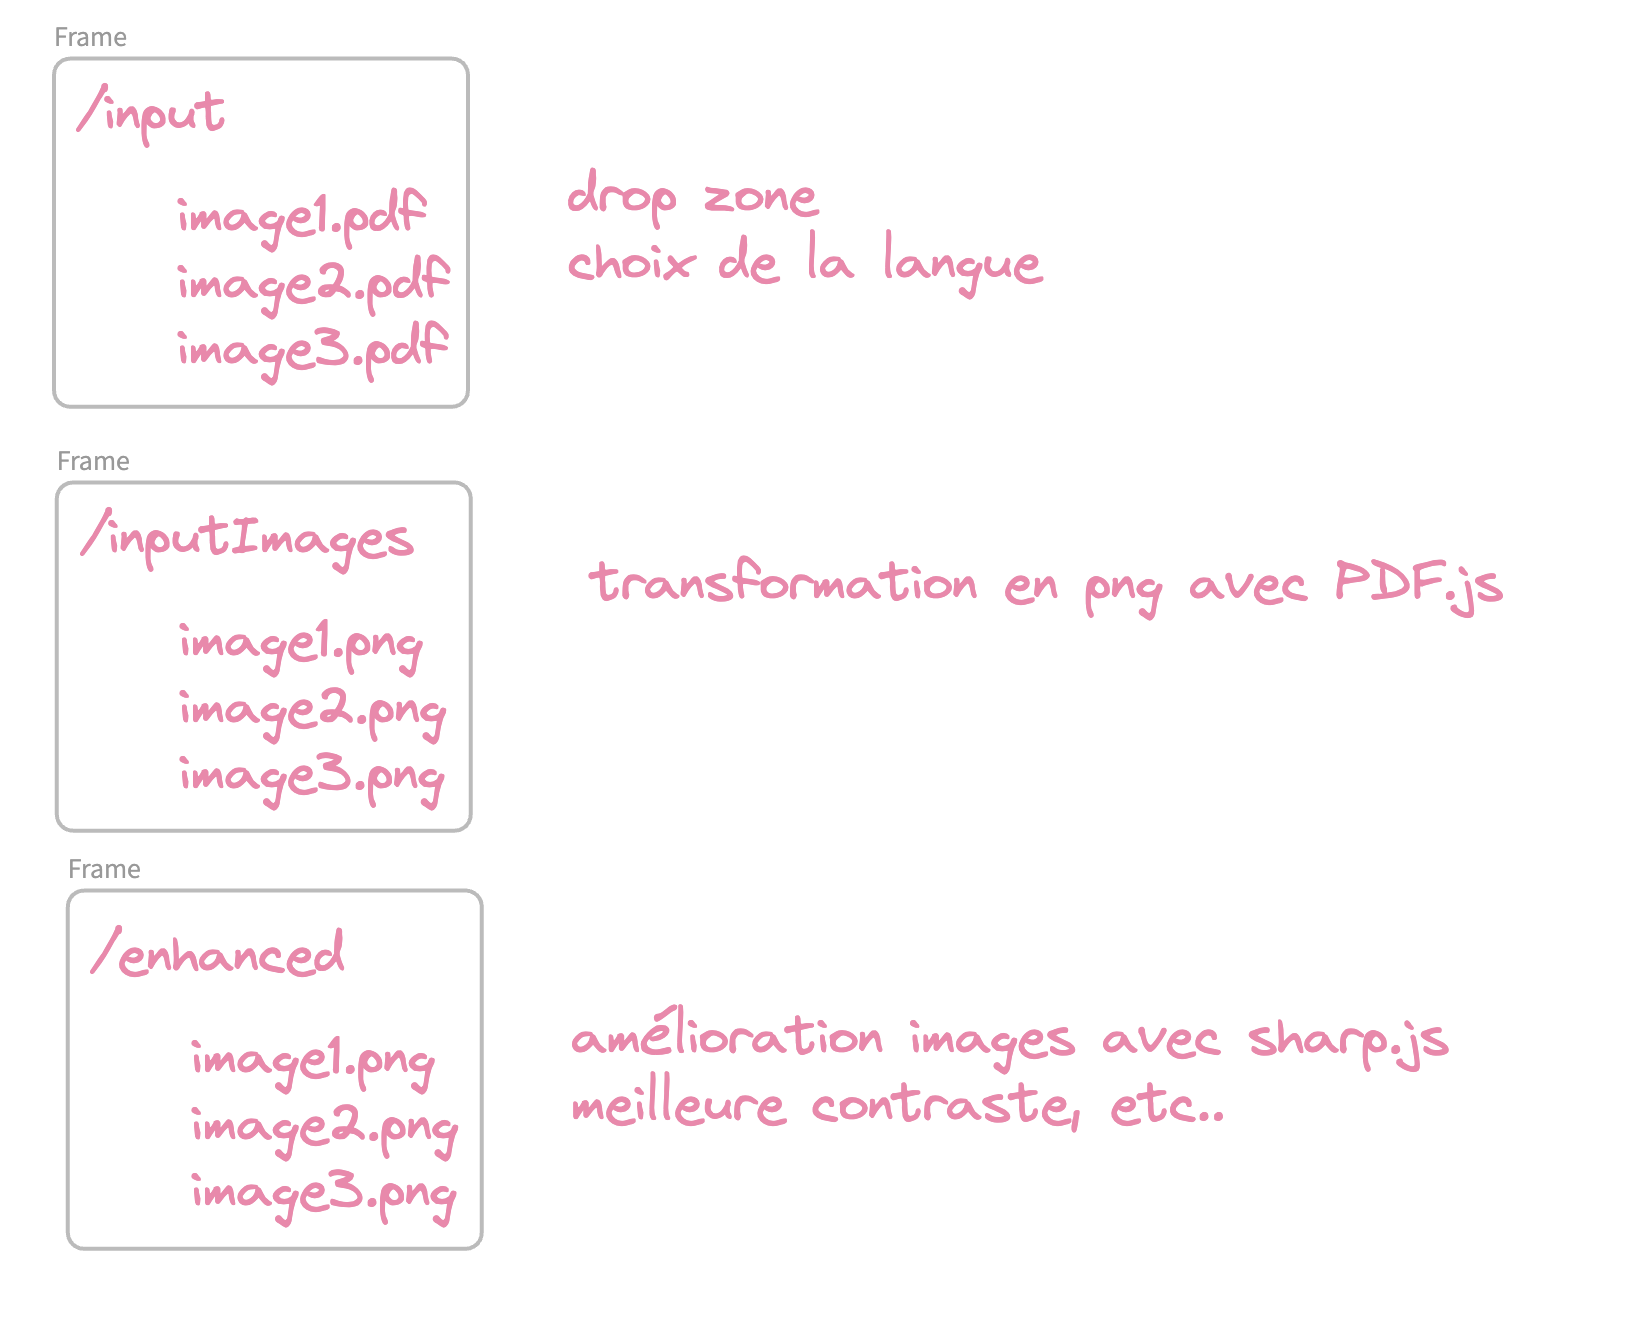 Frame
/input
image1.pdf
image2.pdf
image3.pdf
drop zone
choix de la langue
Frame
/inputImages
image1.png
image2.png
image3.png
transformation en png avec PDF.js
Frame
/enhanced
image1.png
image2.png
image3.png
amélioration images avec sharp.js
meilleure contraste, etc..